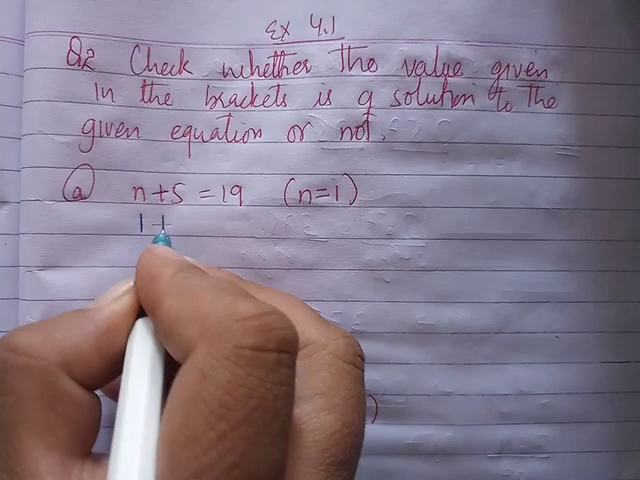 Ex 4.1
Q2 Check whether the value given
in the brackets is a solution to the
given equation or not.
(a) n+5 =19 (n=1)
1 +
)